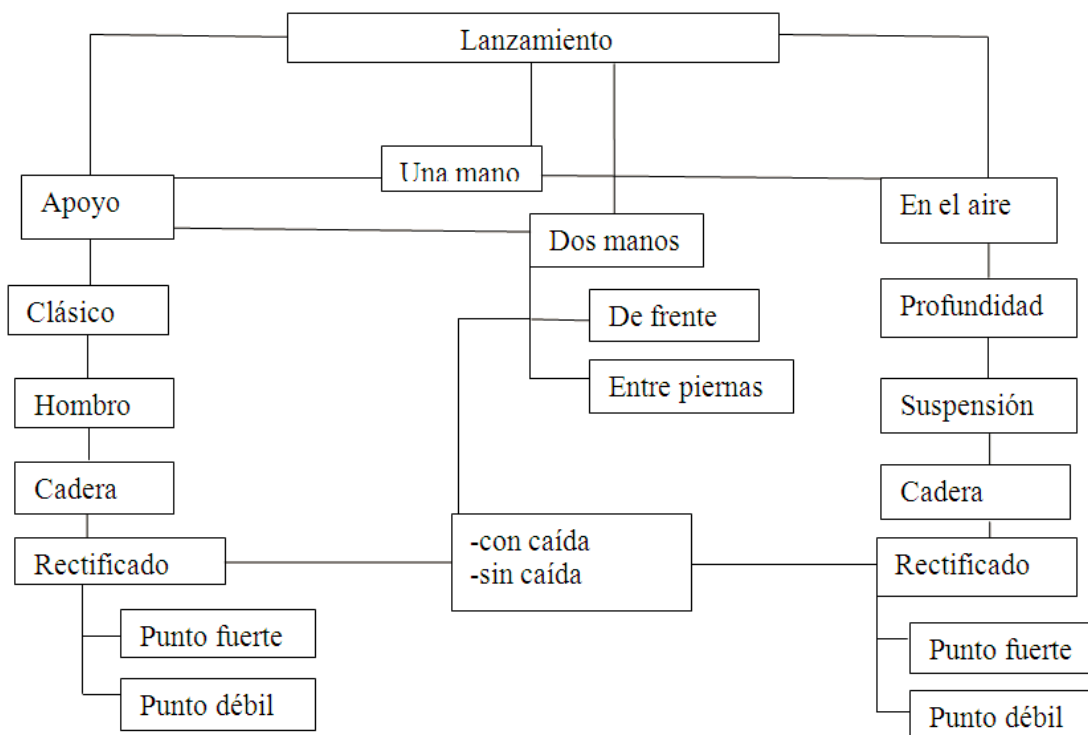 Lanzamiento
Una mano
Apoyo
En el aire
Dos manos
Clásico
De frente
Profundidad
Hombro
Entre piernas
Suspensión
Cadera
Cadera
-con caída
-sin caída
Rectificado
Rectificado
Punto fuerte
Punto fuerte
Punto débil
Punto débil